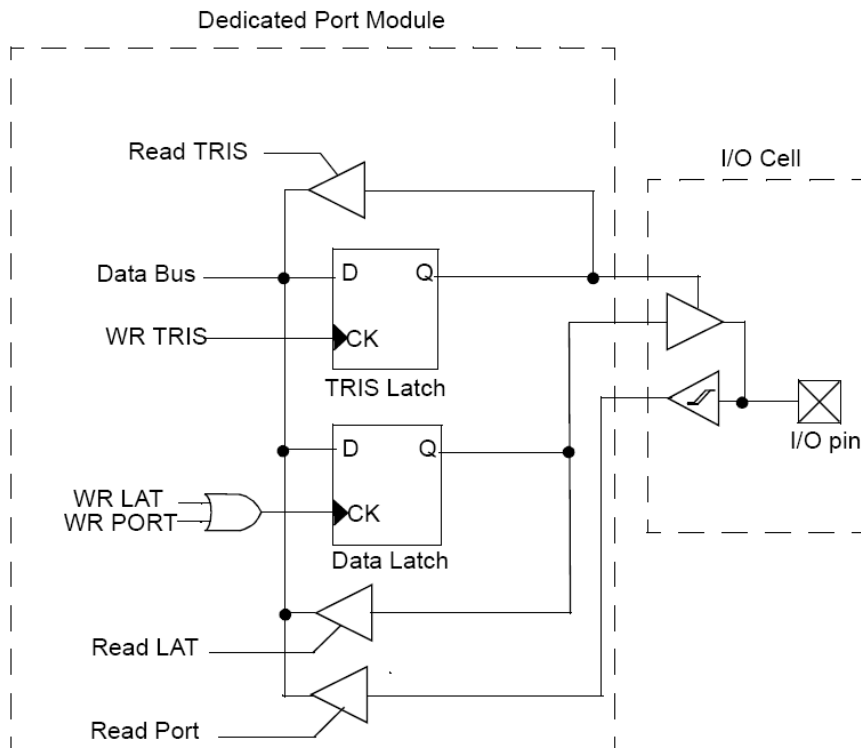 Dedicated Port Module
Read TRIS
I/O Cell
Data Bus
D
Q
WR TRIS
CK
TRIS Latch
I/O pin
D
Q
WR LAT
WR PORT
CK
Data Latch
Read LAT
Read Port